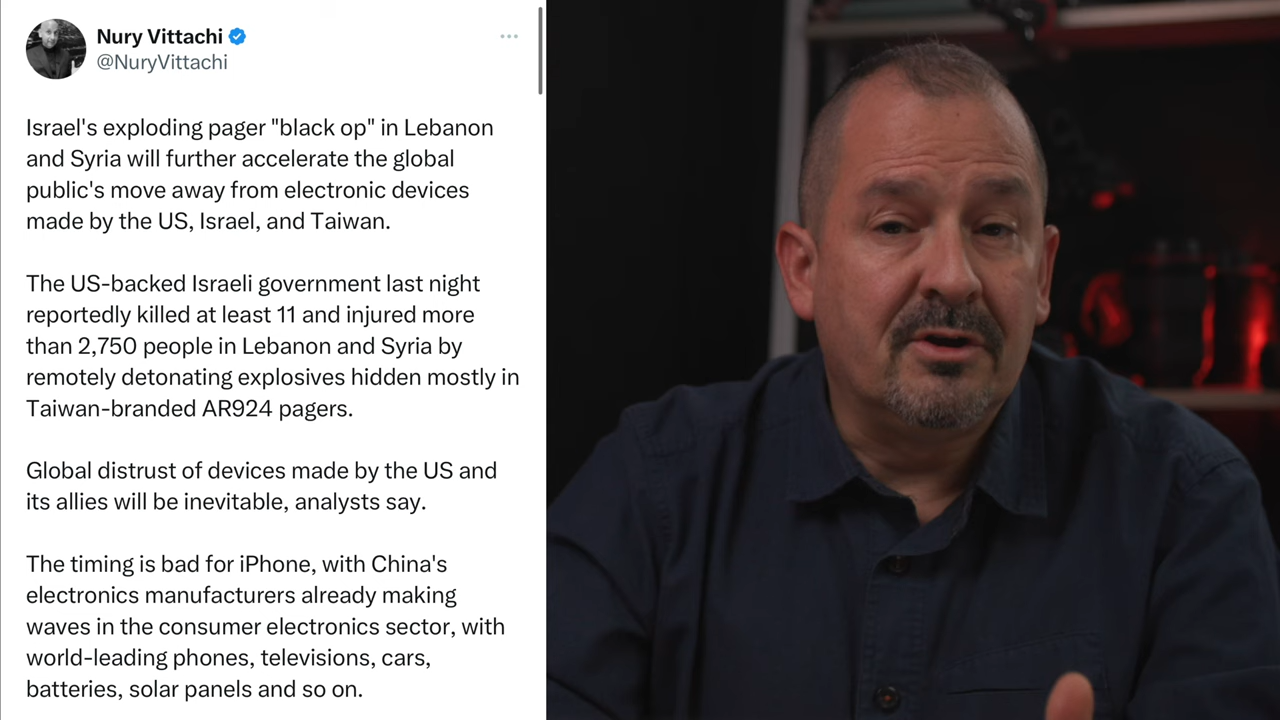 Nury Vittachi
@NuryVittachi
Israel's exploding pager "black op" in Lebanon
and Syria will further accelerate the global
public's move away from electronic devices
made by the US, Israel, and Taiwan.
The US-backed Israeli government last night
reportedly killed at least 11 and injured more
than 2,750 people in Lebanon and Syria by
remotely detonating explosives hidden mostly in
Taiwan-branded AR924 pagers.
Global distrust of devices made by the US and
its allies will be inevitable, analysts say.
The timing is bad for iPhone, with China's
electronics manufacturers already making
waves in the consumer electronics sector, with
world-leading phones, televisions, cars,
batteries, solar panels and so on.